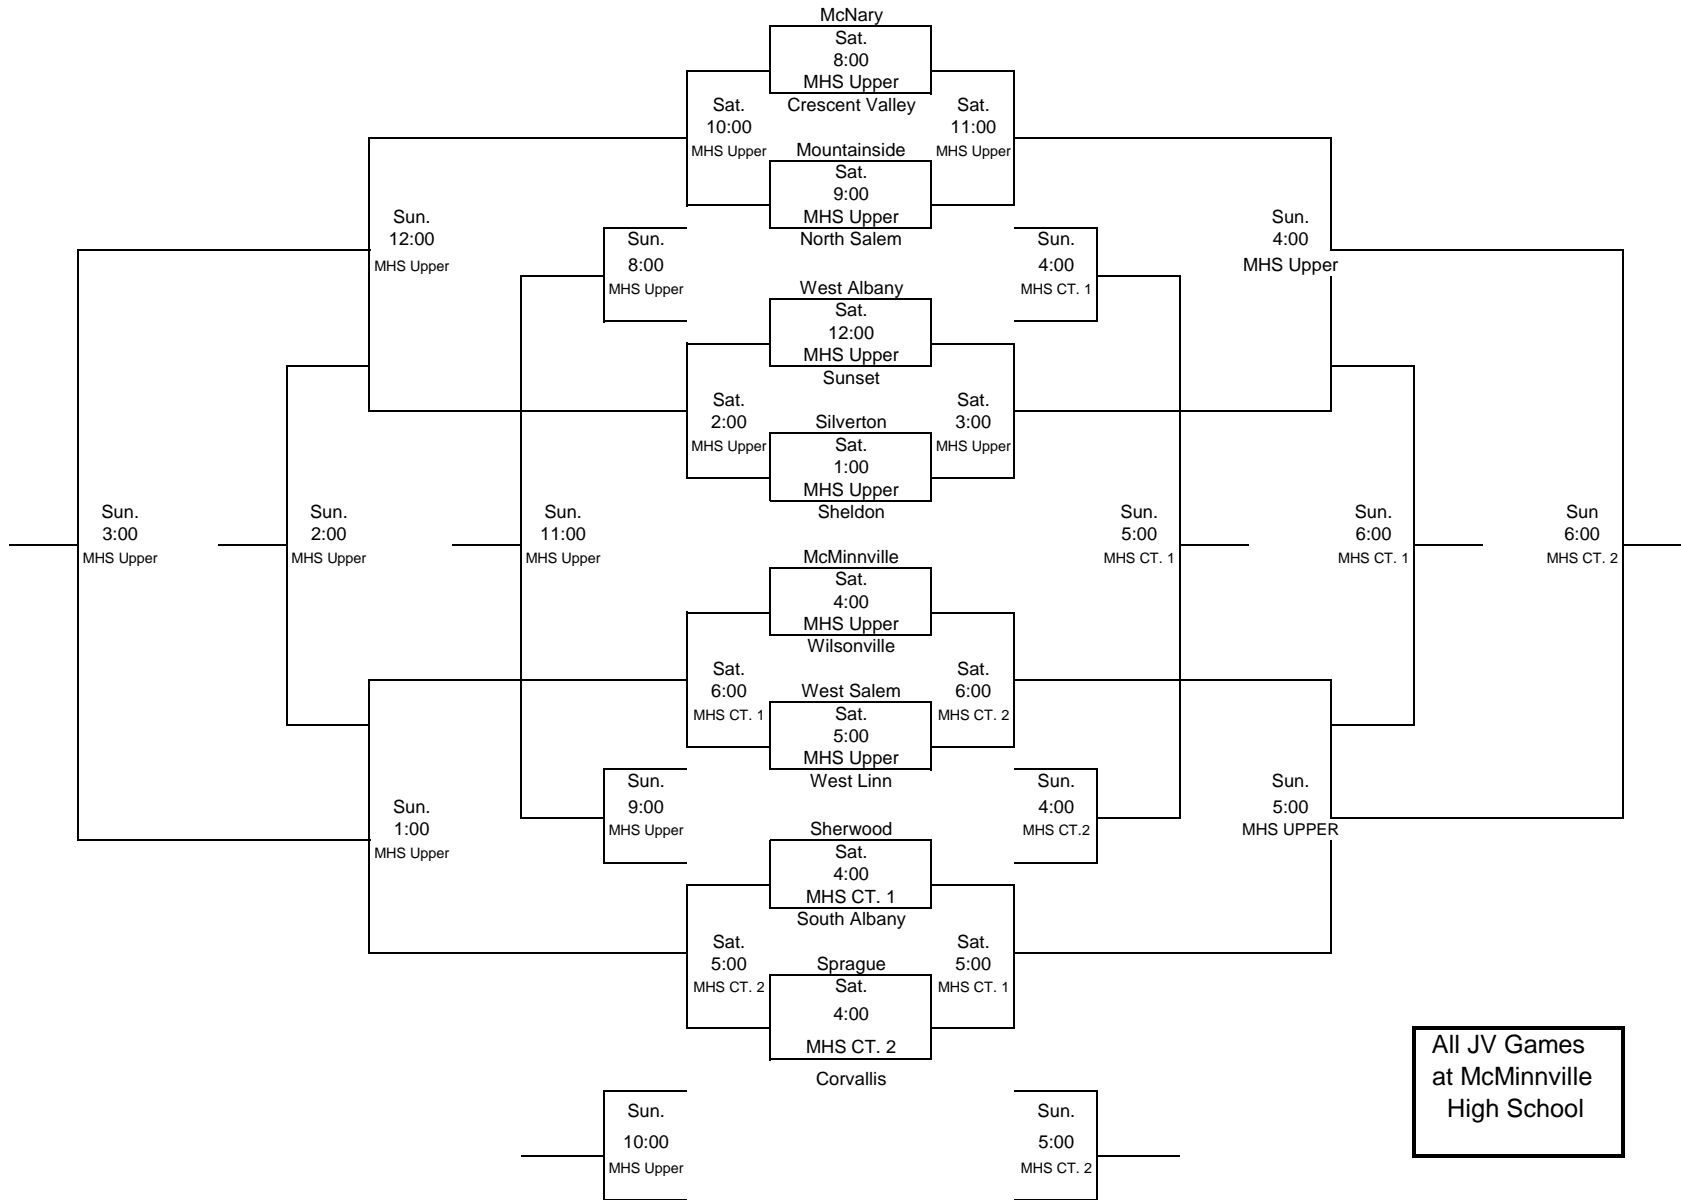 McNary
Sat.
8:00
MHS Upper
Sat.
Crescent Valley
Sat.
10:00
11:00
MHS Upper
Mountainside
MHS Upper
Sat.
9:00
Sun.
MHS Upper
Sun.
12:00
Sun.
North Salem
Sun.
4:00
MHS Upper
8:00
4:00
MHS Upper
MHS Upper
West Albany
MHS CT. 1
Sat.
12:00
MHS Upper
Sunset
Sat.
Sat.
2:00
Silverton
3:00
MHS Upper
Sat.
MHS Upper
1:00
MHS Upper
Sun.
Sun.
Sun.
Sheldon
Sun.
Sun.
Sun
3:00
2:00
11:00
5:00
6:00
6:00
MHS Upper
MHS Upper
MHS Upper
McMinnville
MHS CT. 1
MHS CT. 1
MHS CT. 2
Sat.
4:00
MHS Upper
Wilsonville
Sat.
Sat.
6:00
West Salem
6:00
MHS CT. 1
Sat.
MHS CT. 2
5:00
MHS Upper
Sun.
West Linn
Sun.
Sun.
Sun.
9:00
4:00
5:00
1:00
MHS Upper
Sherwood
MHS CT.2
MHS UPPER
MHS Upper
Sat.
4:00
MHS CT. 1
South Albany
Sat.
Sat.
5:00
Sprague
5:00
MHS CT. 2
Sat.
MHS CT. 1
4:00
MHS CT. 2
All JV Games
at McMinnville
High School
Corvallis
Sun.
Sun.
10:00
5:00
MHS Upper
MHS CT. 2